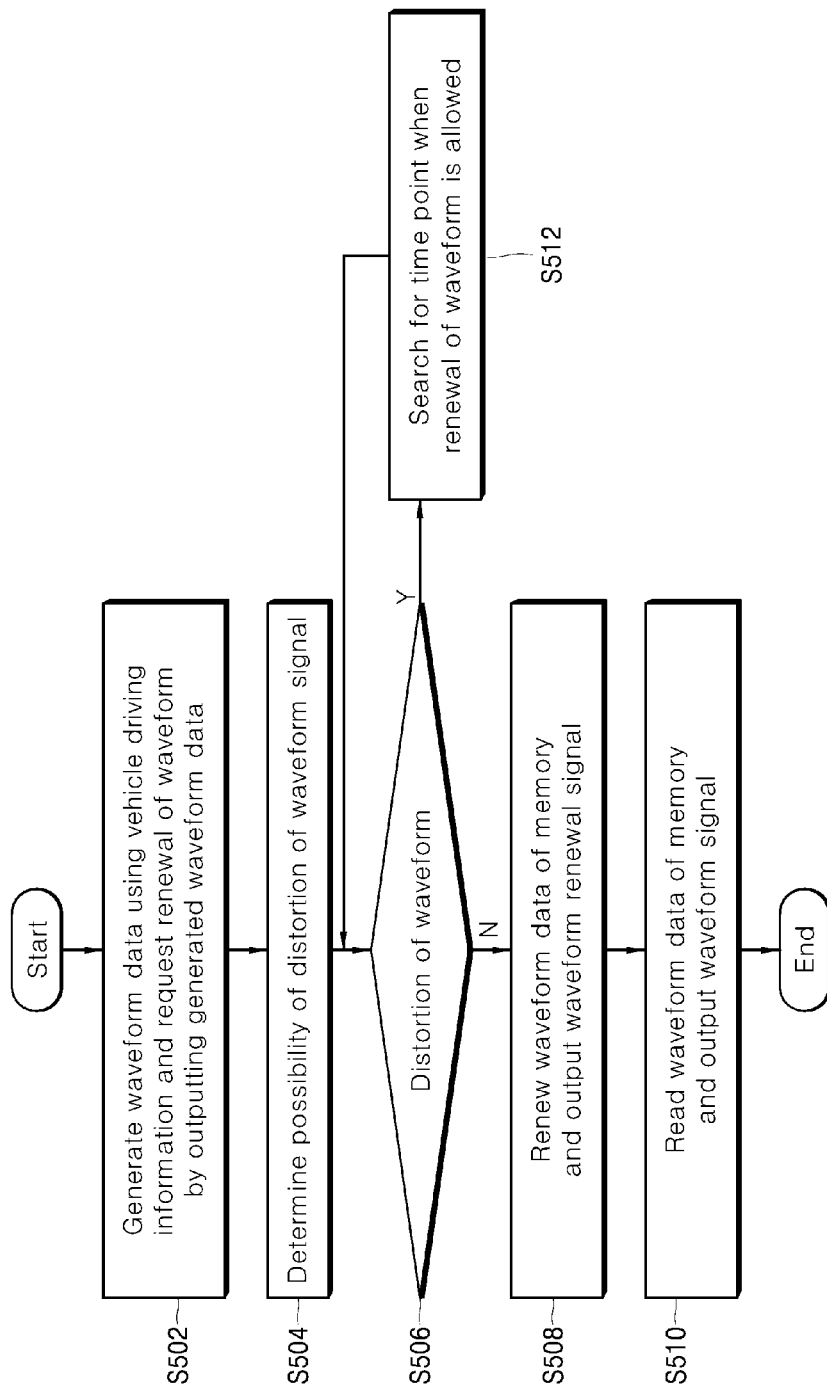 Start
S502
Generate waveform data using vehicle driving
information and request renewal of waveform
by outputting generated waveform data
S504
Determine possibility of distortion of waveform signal
S506
Distortion of waveform
Y
N
Search for time point when
renewal of waveform is allowed
S512
S508
Renew waveform data of memory
and output waveform renewal signal
S510
Read waveform data of memory
and output waveform signal
End